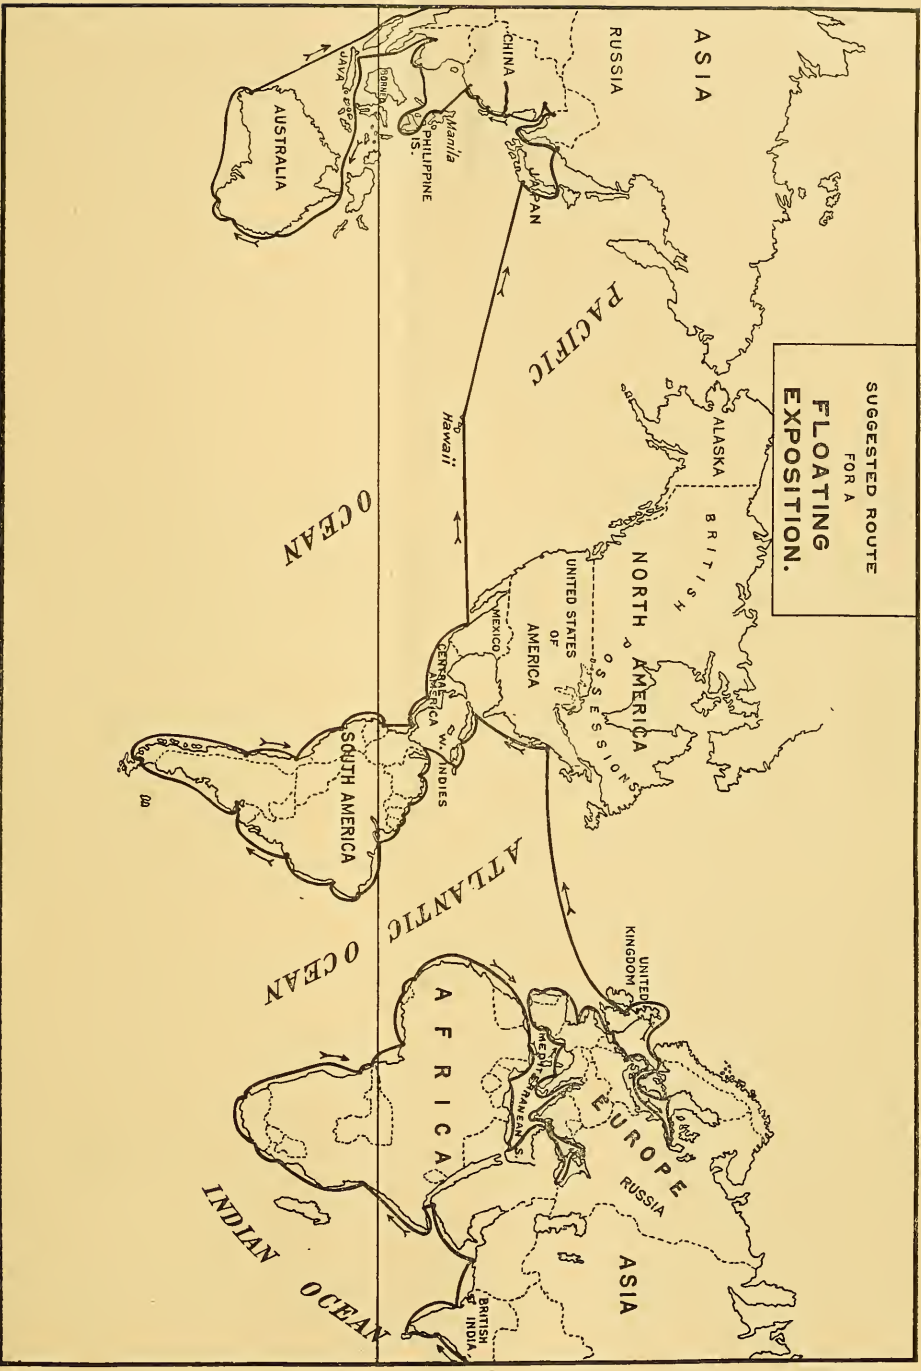 SUGGESTED ROUTE
FOR A
FLOATING
EXPOSITION.
ASIA
RUSSIA
CHINA
JAPAN
Manila
PHILIPPINE
IS.
BORNEO
JAVA
AUSTRALIA
PACIFIC
OCEAN
Hawaii
ALASKA
BRITISH
POSSESSIONS
NORTH AMERICA
UNITED STATES
OF
AMERICA
MEXICO
CENTRAL
AMERICA
W. INDIES
SOUTH AMERICA
ATLANTIC OCEAN
UNITED
KINGDOM
EUROPE
RUSSIA
MEDITERRANEAN S.
AFRICA
ASIA
BRITISH
INDIA.
INDIAN OCEAN